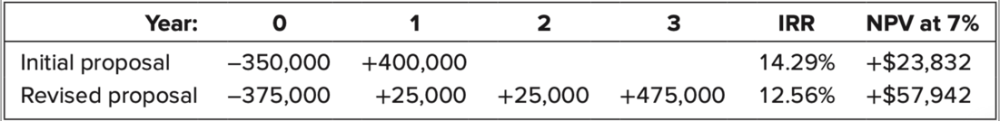 Year: 0 1 2 3 IRR NPV at 7%
Initial proposal –350,000 +400,000 14.29% +$23,832
Revised proposal –375,000 +25,000 +25,000 +475,000 12.56% +$57,942